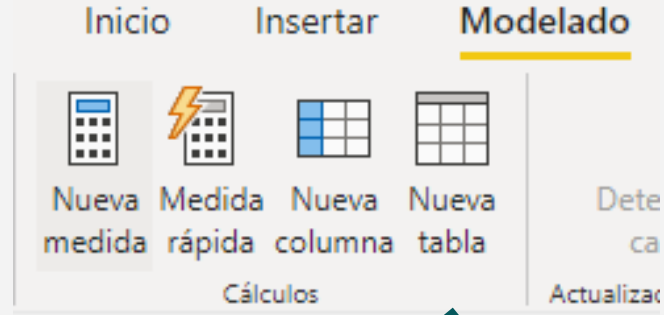 Inicio Insertar Modelado
Nueva Medida Nueva Nueva
medida rápida columna tabla
Cálculos